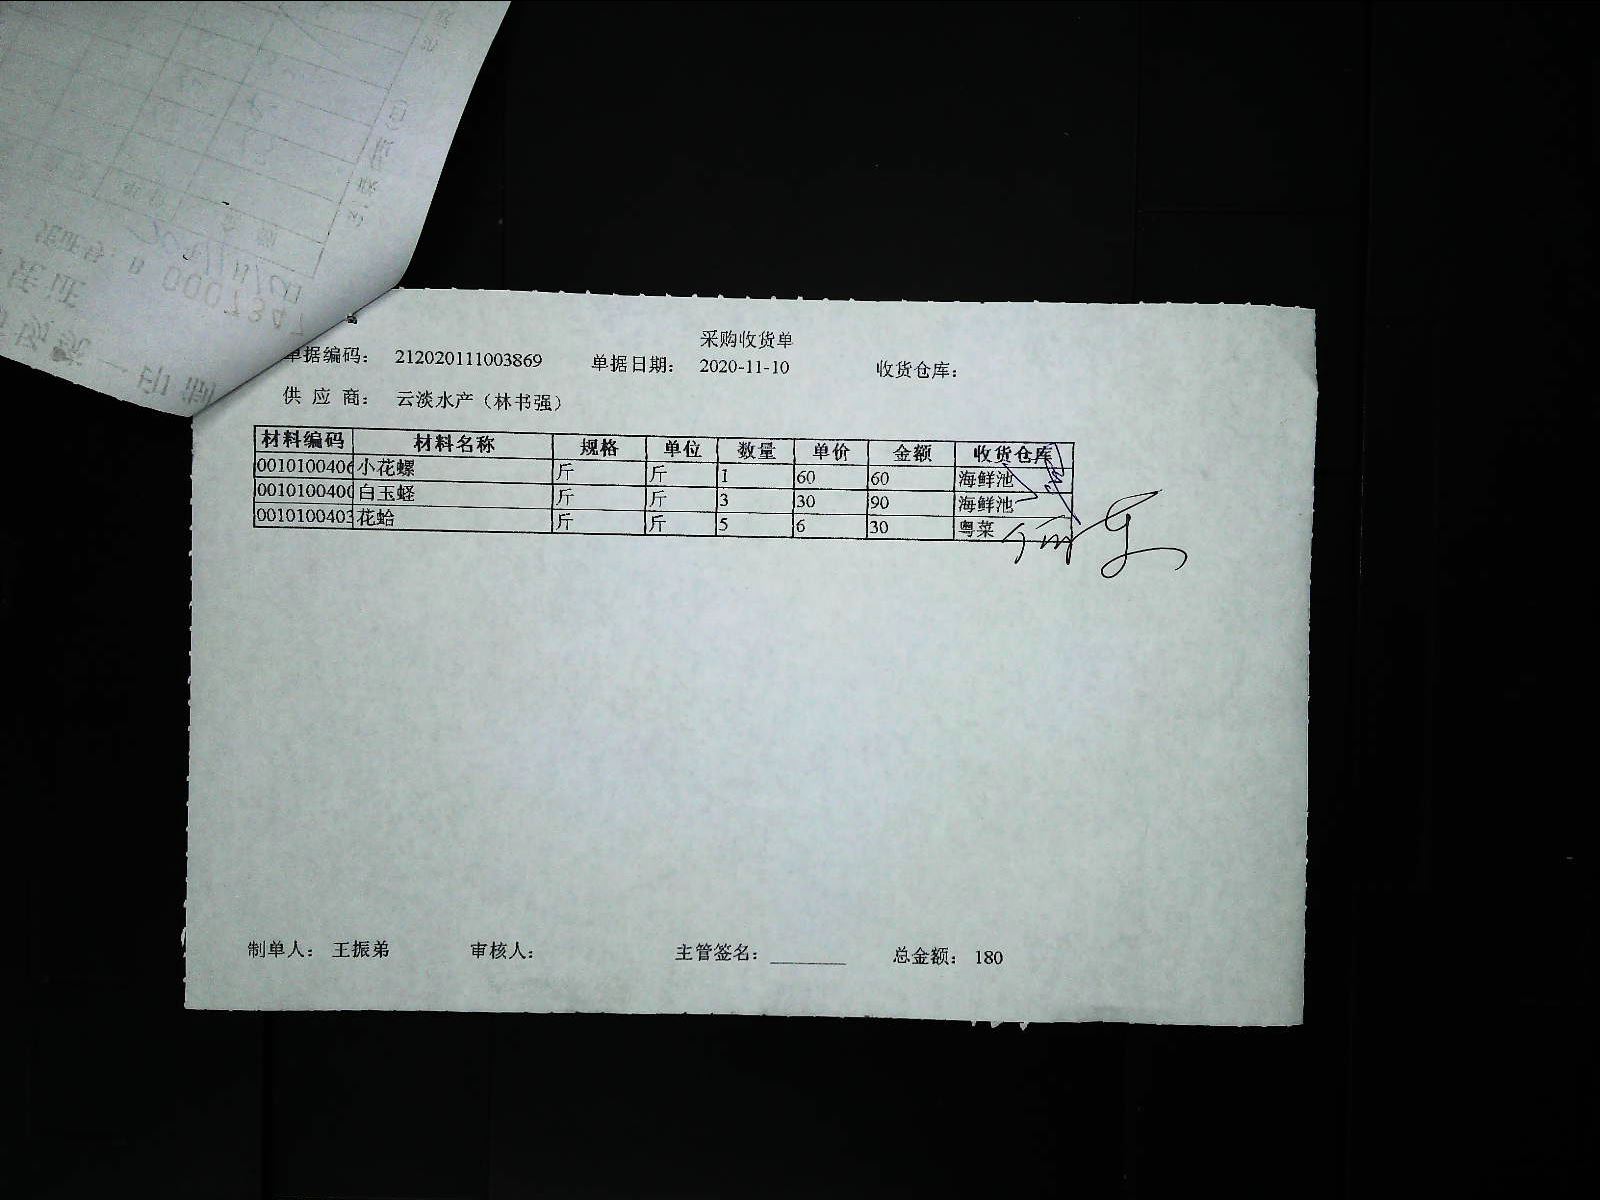 采购收货单
单据编码： 212020111003869 单据日期： 2020-11-10 收货仓库：
供 应 商： 云淡水产（林书强）
材料编码 材料名称 规格 单位 数量 单价 金额 收货仓库
0010100406 小花螺 斤 斤 1 60 60 海鲜池
0010100400 白玉蛏 斤 斤 3 30 90 海鲜池
0010100403 花蛤 斤 斤 5 6 30 粤菜
制单人： 王振弟 审核人： 主管签名： 总金额： 180